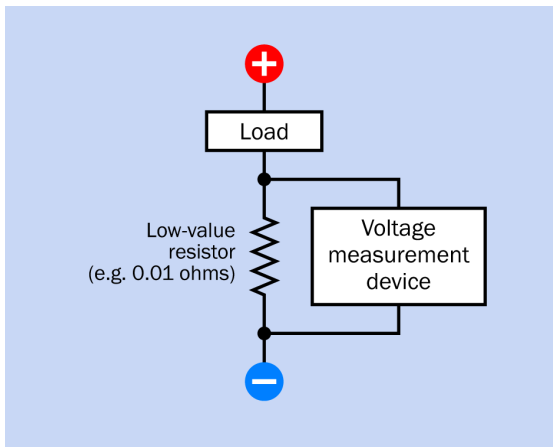 +
Load
Low-value
resistor
(e.g. 0.01 ohms)
Voltage
measurement
device
−